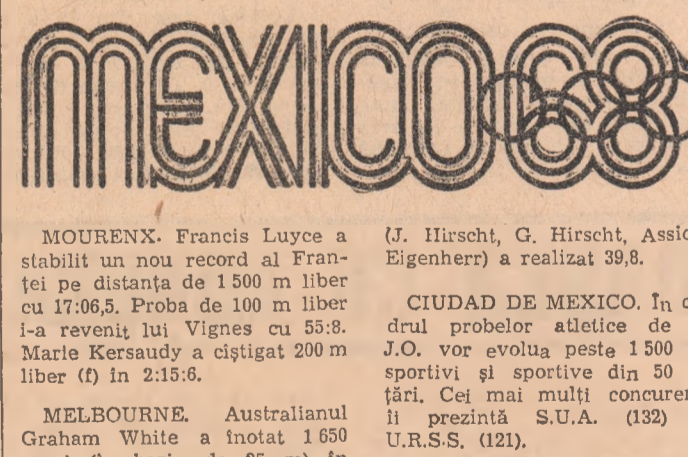 MEXICO 68
MOURENX. Francis Luyce a
stabilit un nou record al Fran-
ței pe distanța de 1 500 m liber
cu 17:06,5. Proba de 100 m liber
i-a revenit lui Vignes cu 55:8.
Marie Kersaudy a cîștigat 200 m
liber (f) în 2:15:6.
MELBOURNE. Australianul
Graham White a înotat 1 650
(J. Hirscht, G. Hirscht,
Eigenherr) a realizat 39,8.
CIUDAD DE MEXICO. În
drul probelor atletice de
J.O. vor evolua peste 1 500
sportivi și sportive din 50
țări. Cei mai mulți
îi prezintă S.U.A. (132)
U.R.S.S. (121).